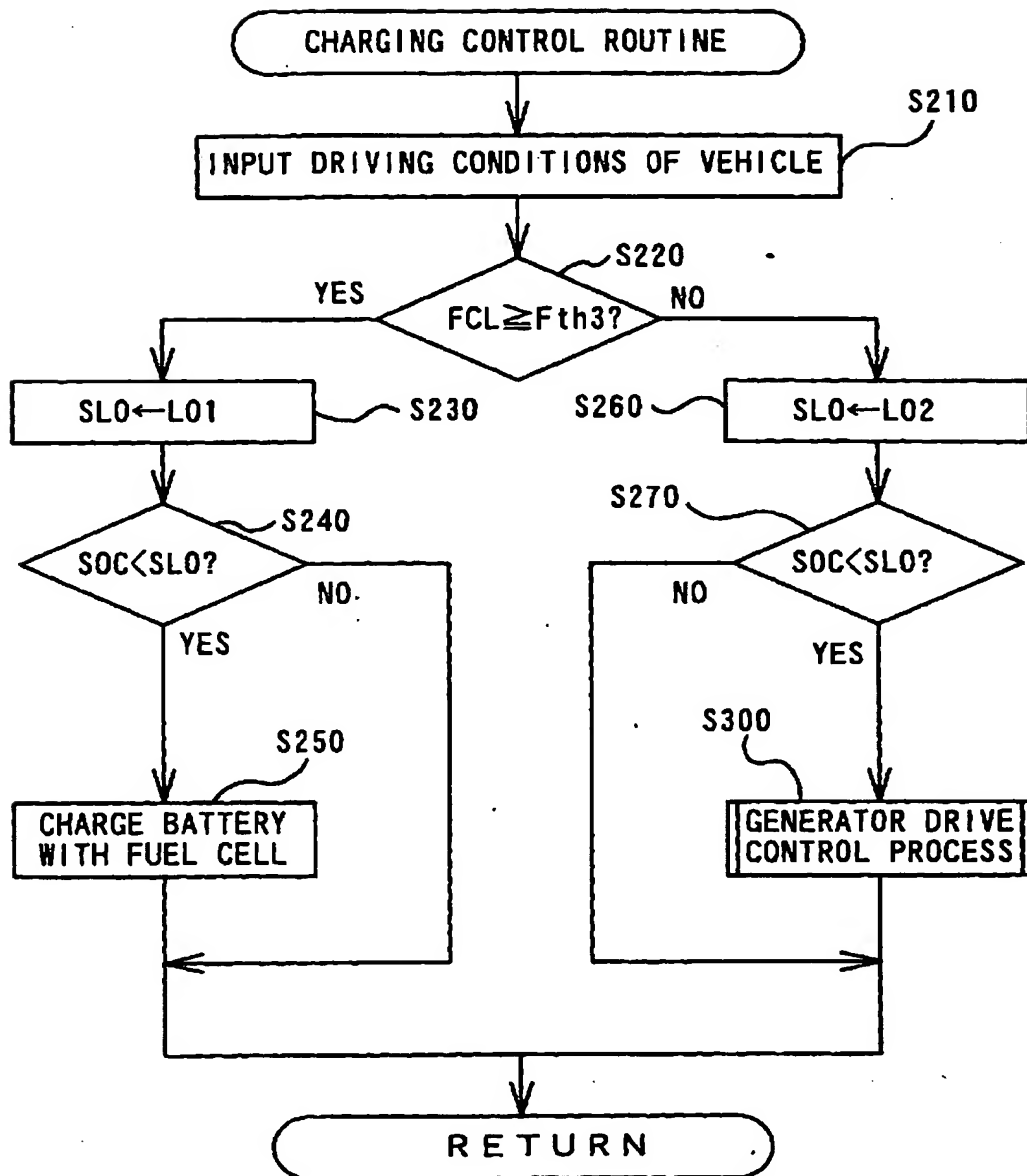 CHARGING CONTROL ROUTINE
S210
INPUT DRIVING CONDITIONS OF VEHICLE
S220
YES
FCL≧Fth3?
NO
SLO←LO1
S230
S260
SLO←LO2
S240
S270
SOC<SLO?
NO
SOC<SLO?
NO
YES
YES
S250
S300
CHARGE BATTERY
WITH FUEL CELL
GENERATOR DRIVE
CONTROL PROCESS
RETURN